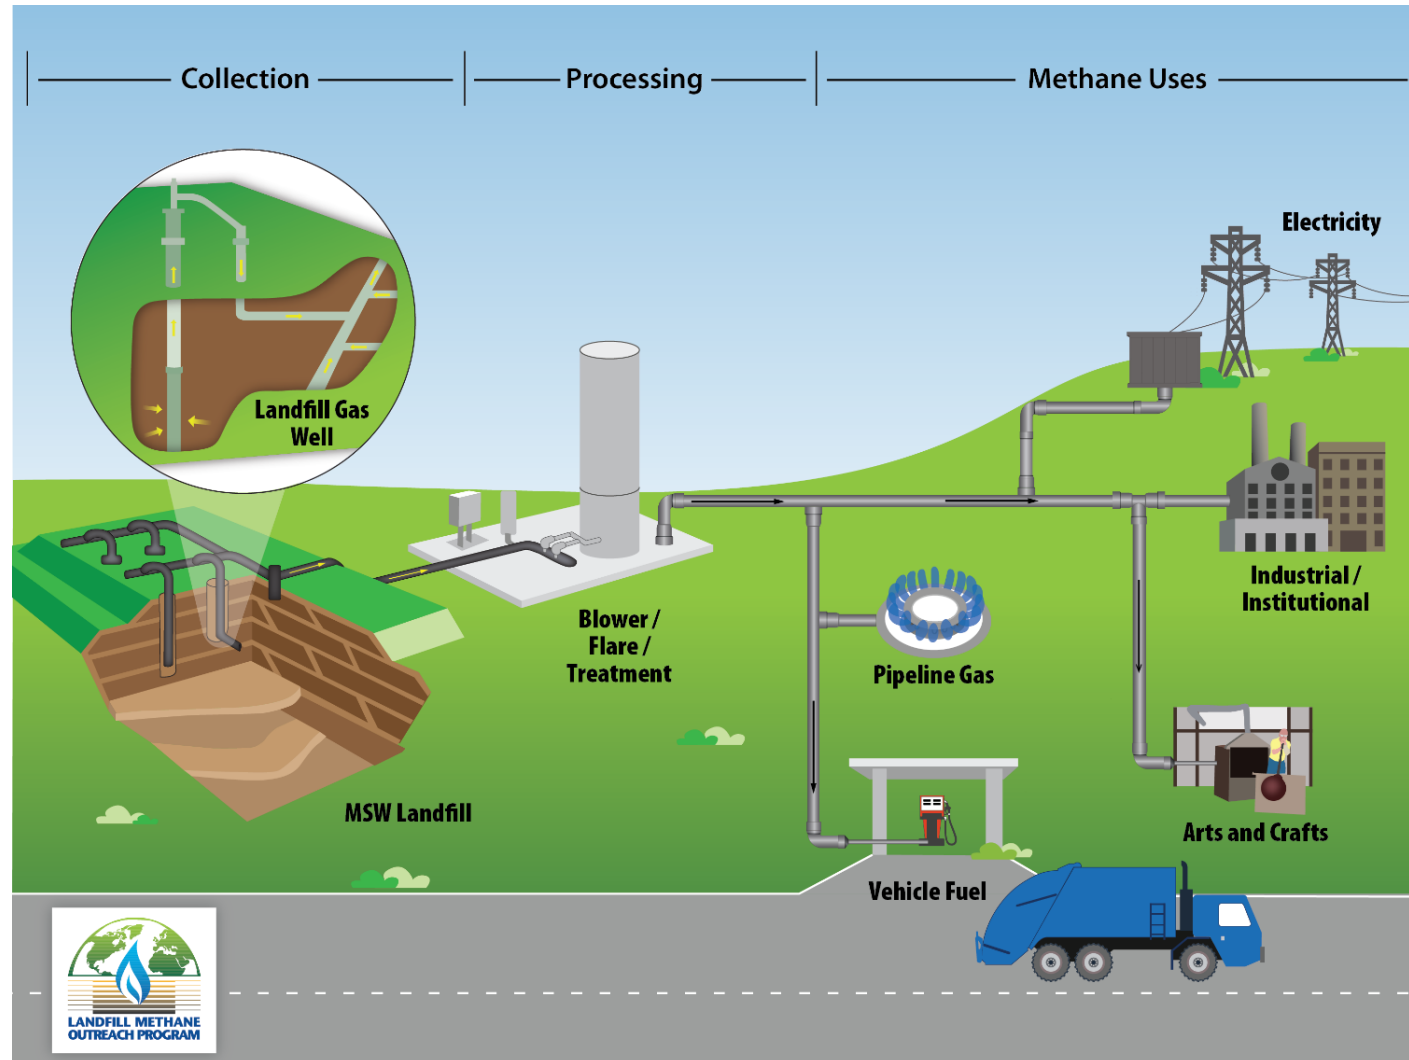 Collection
Processing
Methane Uses
Electricity
Landfill Gas
Well
Industrial /
Institutional
Blower /
Flare /
Treatment
Pipeline Gas
MSW Landfill
Arts and Crafts
Vehicle Fuel
LANDFILL METHANE
OUTREACH PROGRAM